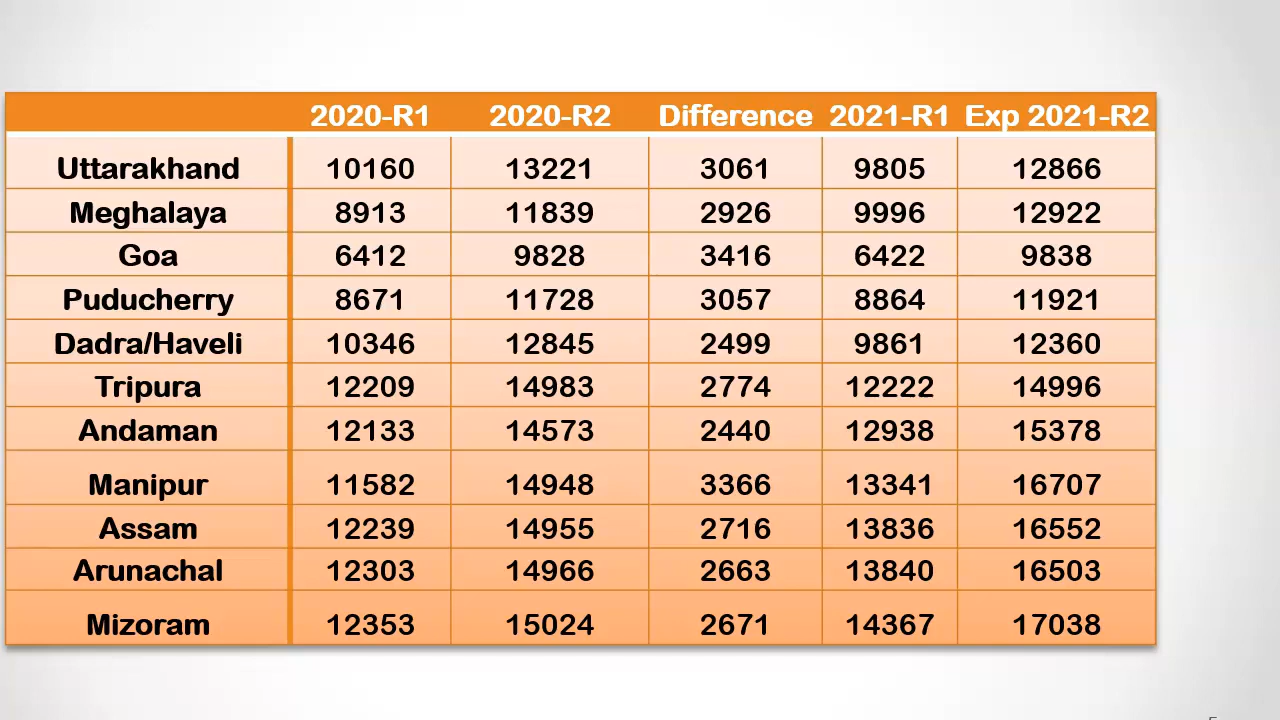 2020-R1 2020-R2 Difference 2021-R1 Exp 2021-R2
Uttarakhand 10160 13221 3061 9805 12866
Meghalaya 8913 11839 2926 9996 12922
Goa 6412 9828 3416 6422 9838
Puducherry 8671 11728 3057 8864 11921
Dadra/Haveli 10346 12845 2499 9861 12360
Tripura 12209 14983 2774 12222 14996
Andaman 12133 14573 2440 12938 15378
Manipur 11582 14948 3366 13341 16707
Assam 12239 14955 2716 13836 16552
Arunachal 12303 14966 2663 13840 16503
Mizoram 12353 15024 2671 14367 17038